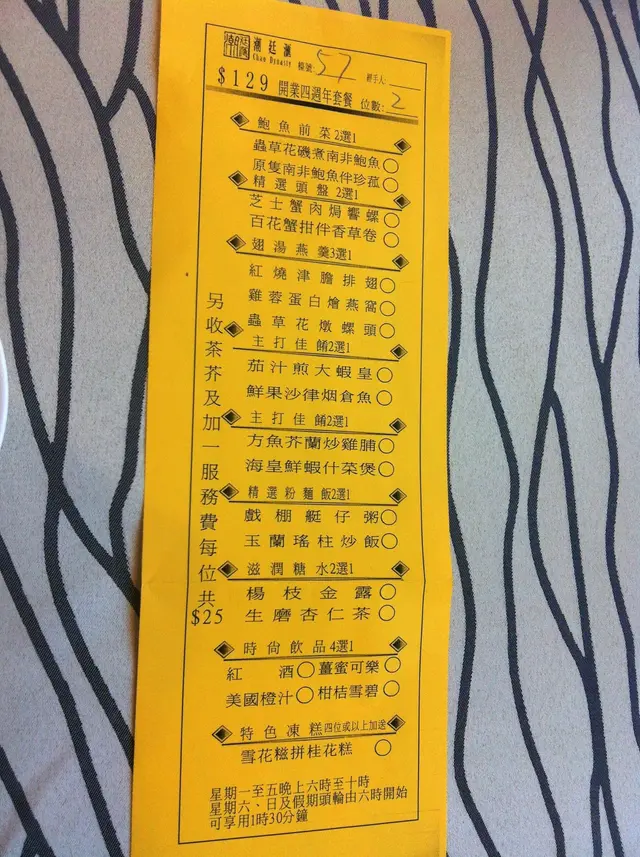 潮廷滙
Chao Dynasty 檯號: 57 經手人:
$129 開業四週年套餐 位數: 2
鮑魚前菜2選1
蟲草花磯煮南非鮑魚
原隻南非鮑魚伴珍菰
精選頭盤2選1
芝士蟹肉焗響螺
百花蟹拑伴香草卷
翅湯燕羹3選1
紅燒津膽排翅
雞蓉蛋白燴燕窩
蟲草花燉螺頭
主打佳餚2選1
茄汁煎大蝦皇
鮮果沙律烟倉魚
主打佳餚2選1
方魚芥蘭炒雞脯
海皇鮮蝦什菜煲
精選粉麵飯2選1
戲棚艇仔粥
玉蘭瑤柱炒飯
滋潤糖水2選1
楊枝金露
生磨杏仁茶
時尚飲品4選1
紅酒 薑蜜可樂
美國橙汁 柑桔雪碧
特色凍糕四位或以上加送
雪花糍拼桂花糕
另收茶芥及加一服務費每位共$25
星期一至五晚上六時至十時
星期六、日及假期頭輪由六時開始
可享用1時30分鐘